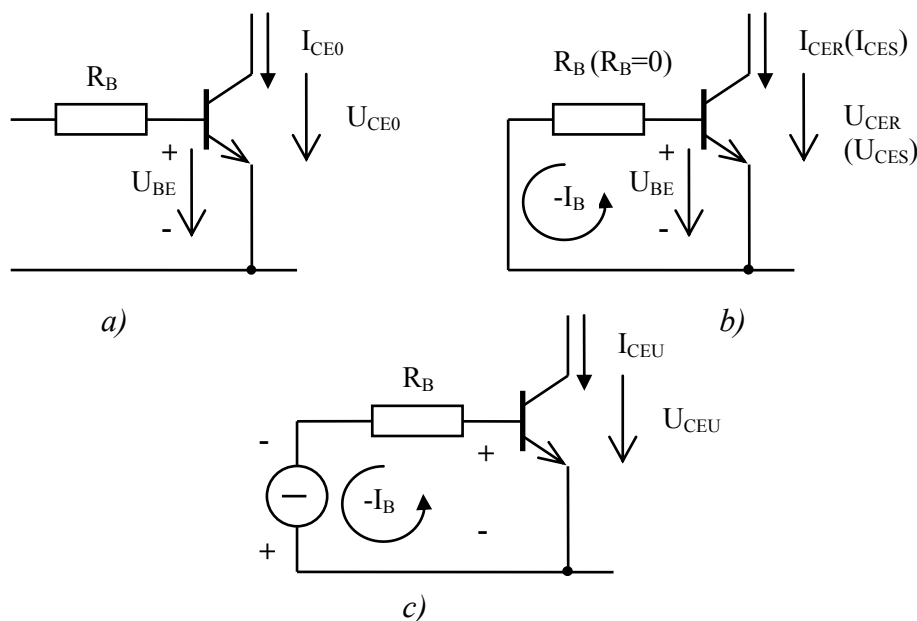 I_CE0
R_B
U_CE0
+
U_BE
-
a)
R_B (R_B=0)
I_CER(I_CES)
U_CER
(U_CES)
+
-I_B
U_BE
-
b)
I_CEU
R_B
U_CEU
-
+
-I_B
-
+
c)